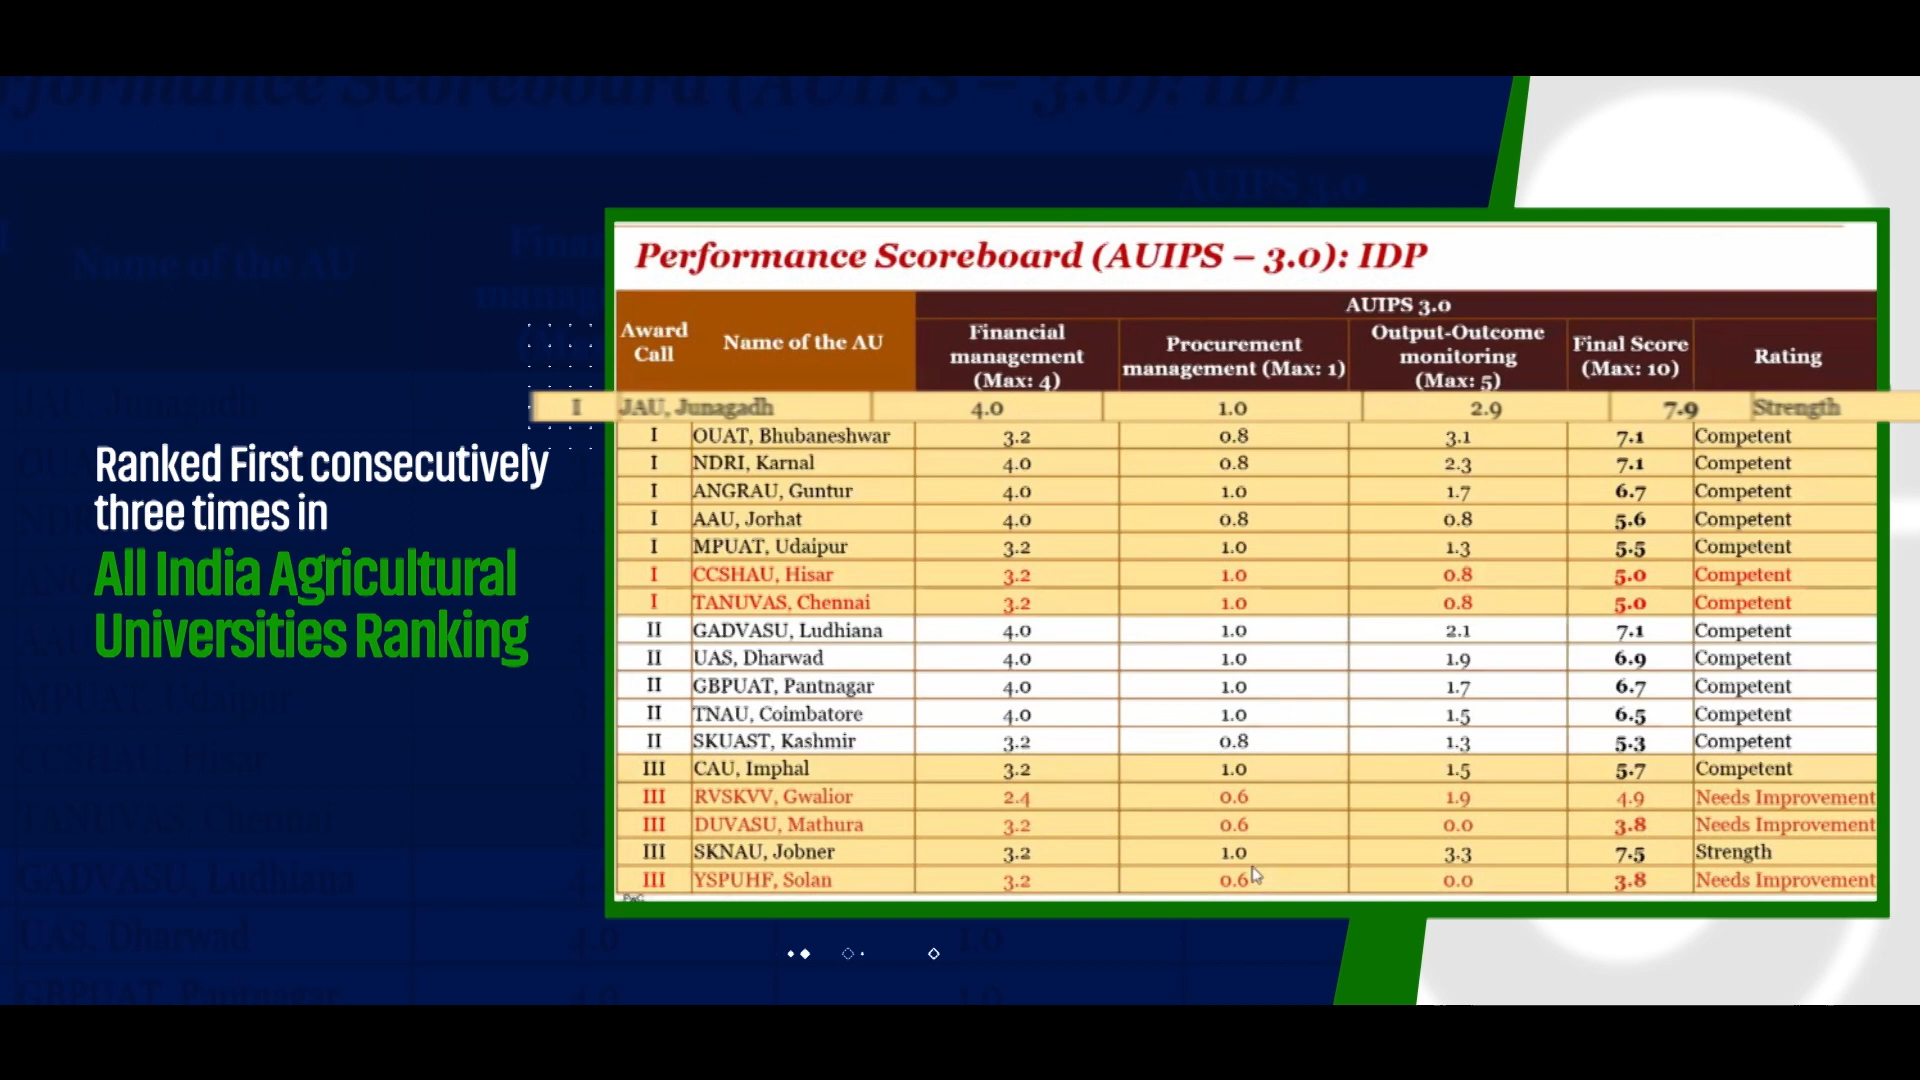 Performance Scoreboard (AUIPS – 3.0): IDP
Ranked First consecutively
three times in
All India Agricultural
Universities Ranking
Performance Scoreboard (AUIPS – 3.0): IDP
AUIPS 3.0
Award Call Name of the AU Financial management (Max: 4) Procurement management (Max: 1) Output-Outcome monitoring (Max: 5) Final Score (Max: 10) Rating
I JAU, Junagadh 4.0 1.0 2.9 7.9 Strength
I OUAT, Bhubaneshwar 3.2 0.8 3.1 7.1 Competent
I NDRI, Karnal 4.0 0.8 2.3 7.1 Competent
I ANGRAU, Guntur 4.0 1.0 1.7 6.7 Competent
I AAU, Jorhat 4.0 0.8 0.8 5.6 Competent
I MPUAT, Udaipur 3.2 1.0 1.3 5.5 Competent
I CCSHAU, Hisar 3.2 1.0 0.8 5.0 Competent
I TANUVAS, Chennai 3.2 1.0 0.8 5.0 Competent
II GADVASU, Ludhiana 4.0 1.0 2.1 7.1 Competent
II UAS, Dharwad 4.0 1.0 1.9 6.9 Competent
II GBPUAT, Pantnagar 4.0 1.0 1.7 6.7 Competent
II TNAU, Coimbatore 4.0 1.0 1.5 6.5 Competent
II SKUAST, Kashmir 3.2 0.8 1.3 5.3 Competent
III CAU, Imphal 3.2 1.0 1.5 5.7 Competent
III RVSKVV, Gwalior 2.4 0.6 1.9 4.9 Needs Improvement
III DUVASU, Mathura 3.2 0.6 0.0 3.8 Needs Improvement
III SKNAU, Jobner 3.2 1.0 3.3 7.5 Strength
III YSPUHF, Solan 3.2 0.6 0.0 3.8 Needs Improvement
PwC